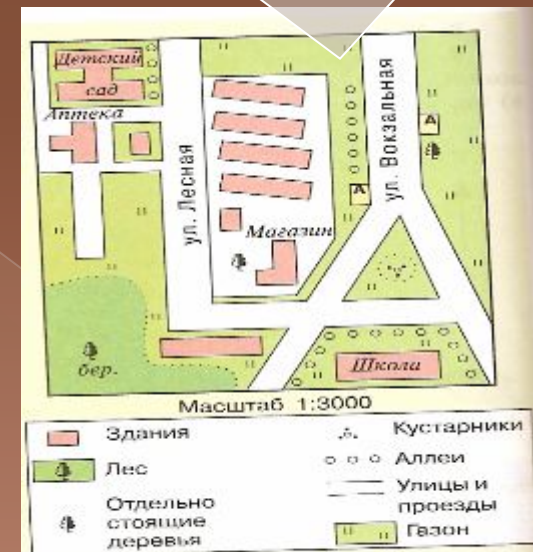 Детский
сад
Аптека
ул. Лесная
ул. Вокзальная
А
А
Магазин
бер.
Школа
Масштаб 1:3000
Здания
Лес
Отдельно
стоящие
деревья
Кустарники
Аллеи
Улицы и
проезды
Газон